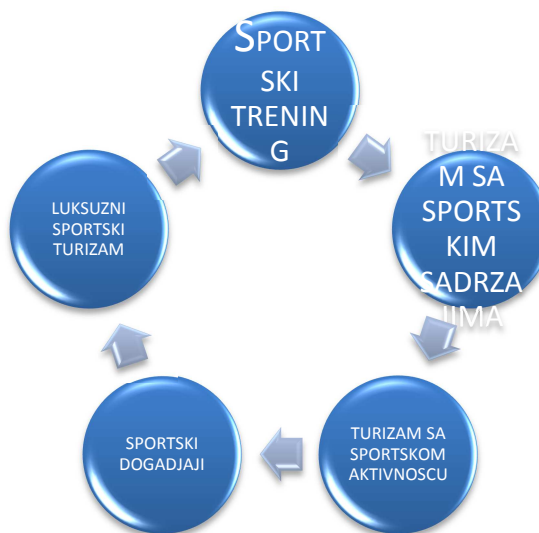 SPORT
SKI
TRENIN
G
TURIZA
M SA
SPORTS
KIM
SADRZA
JIMA
TURIZAM SA
SPORTSKOM
AKTIVNOSCU
SPORTSKI
DOGADJAJI
LUKSUZNI
SPORTSKI
TURIZAM